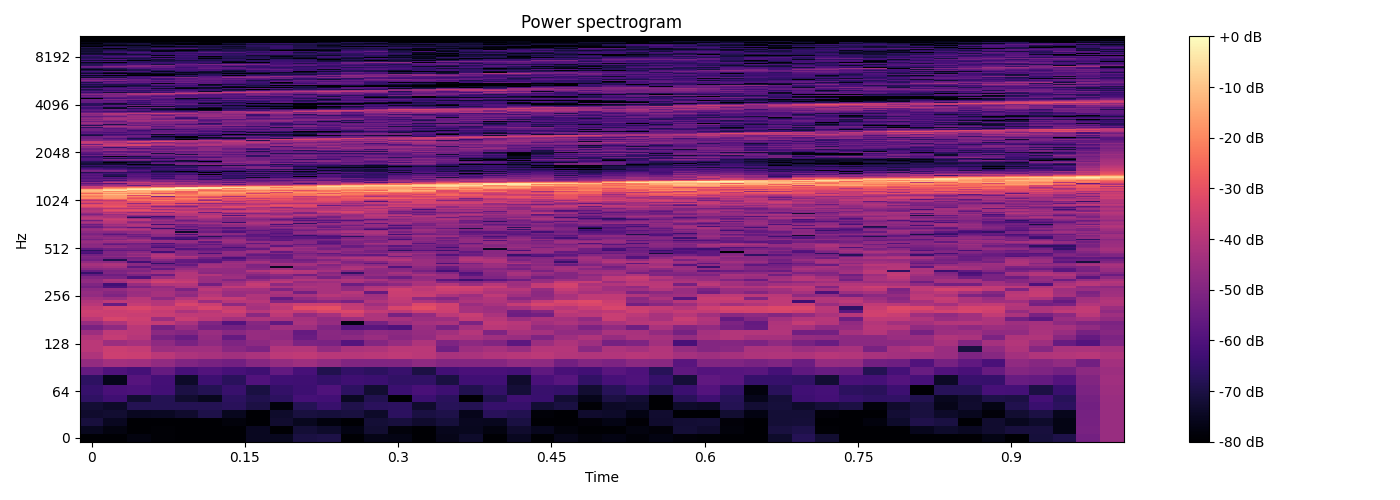 Power spectrogram
8192
4096
2048
1024
512
256
128
64
0
Hz
0 0.15 0.3 0.45 0.6 0.75 0.9
Time
+0 dB
-10 dB
-20 dB
-30 dB
-40 dB
-50 dB
-60 dB
-70 dB
-80 dB